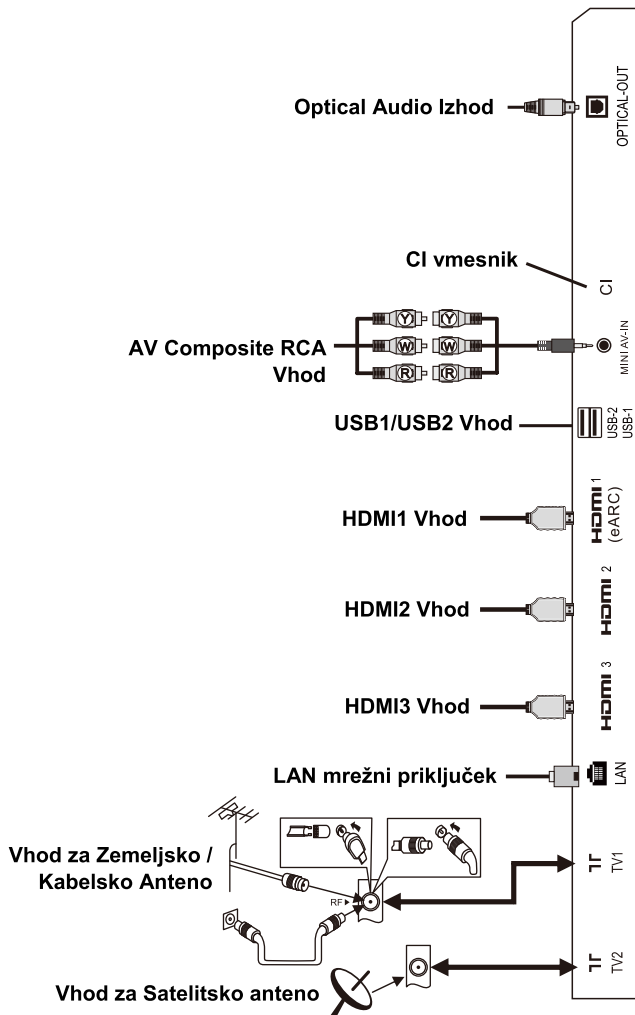 Optical Audio Izhod
OPTICAL-OUT
CI vmesnik
CI
AV Composite RCA
Vhod
Y Y
W W
R R
MINI AV-IN
USB1/USB2 Vhod
USB-2
USB-1
HDMI1 Vhod
HDMI 1
(eARC)
HDMI2 Vhod
HDMI 2
HDMI3 Vhod
HDMI 3
LAN mrežni priključek
LAN
Vhod za Zemeljsko /
Kabelsko Anteno
RF
TV1
Vhod za Satelitsko anteno
TV2